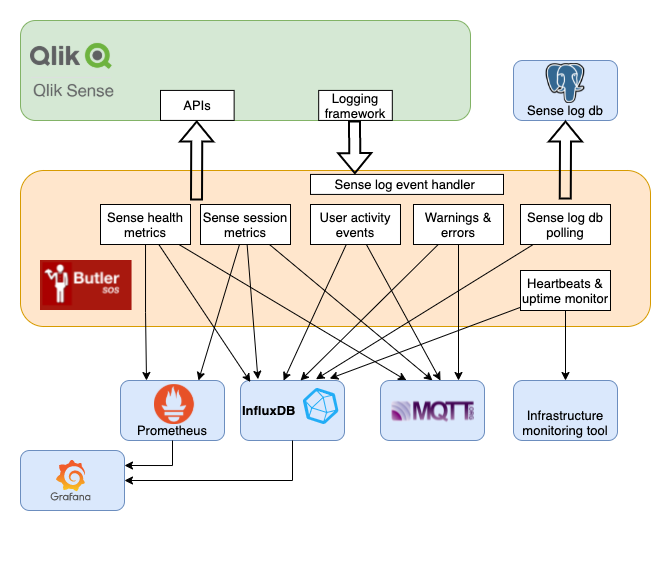 Qlik
Qlik Sense
APIs
Logging
framework
Sense log db
Sense log event handler
Sense health
metrics
Sense session
metrics
User activity
events
Warnings &
errors
Sense log db
polling
Butler
SOS
Heartbeats &
uptime monitor
Prometheus
InfluxDB
MQTT
Infrastructure
monitoring tool
Grafana